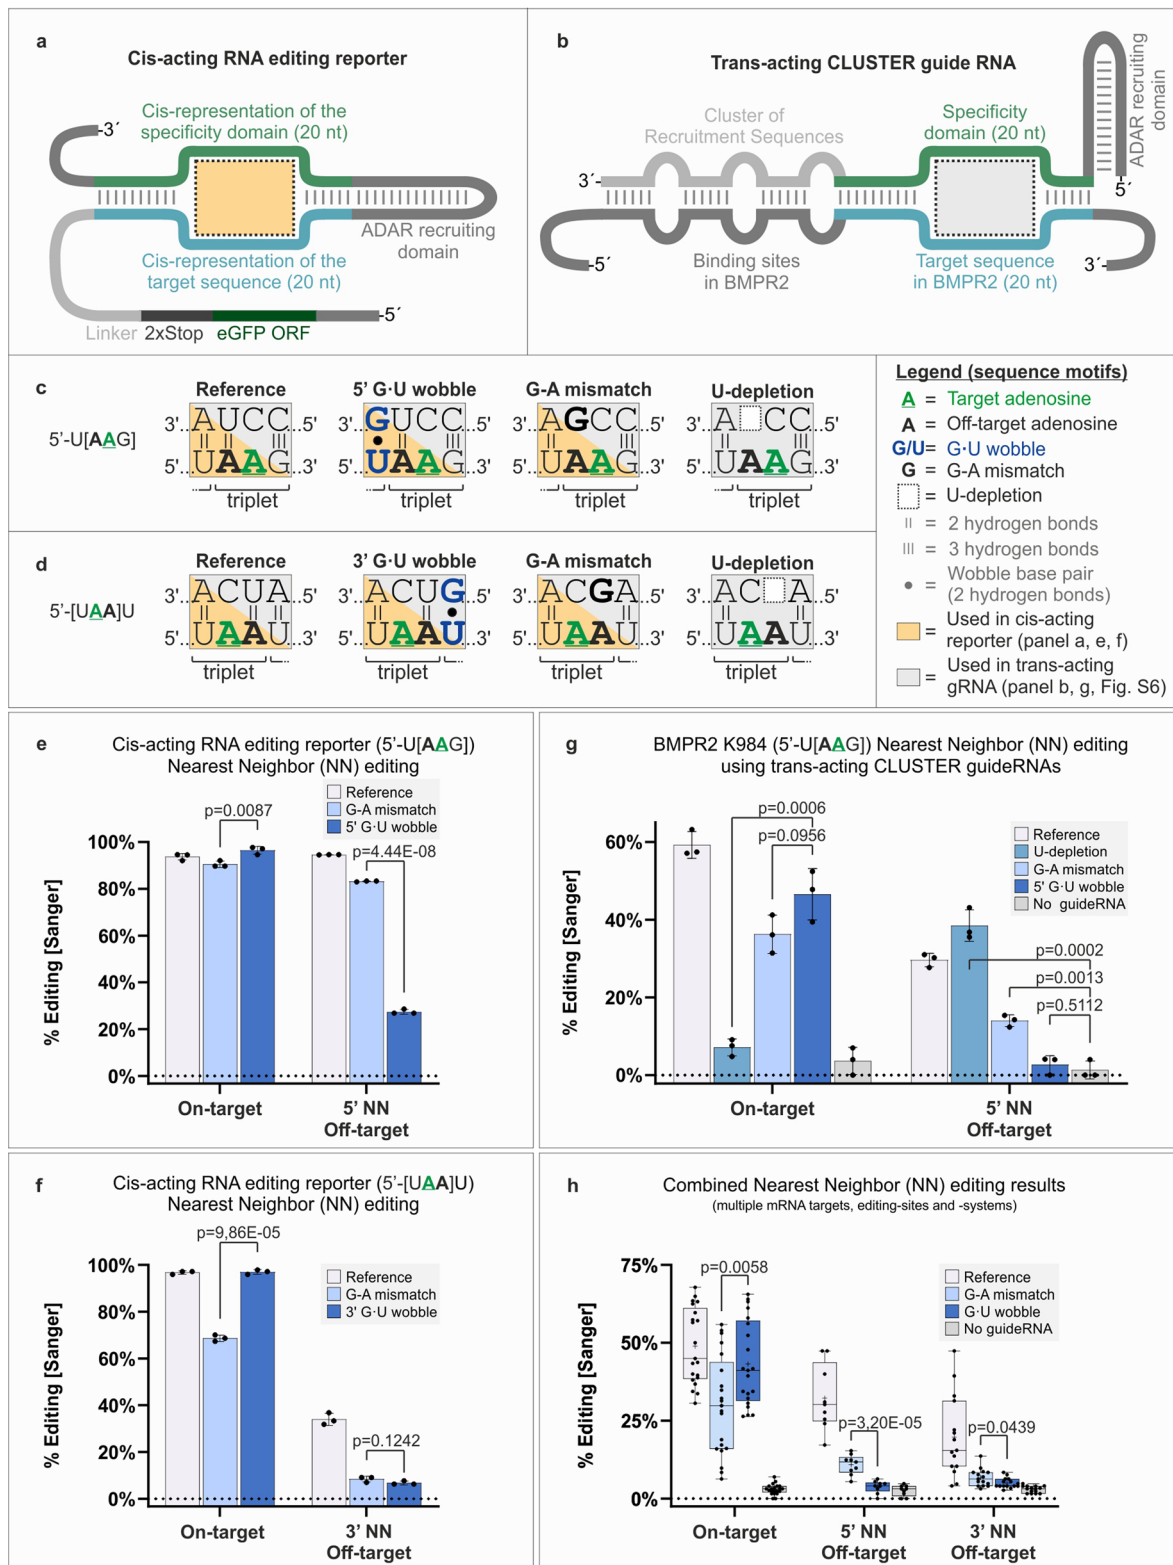 a
Cis-acting RNA editing reporter
Cis-representation of the
specificity domain (20 nt)
-3´
ADAR recruiting
domain
Cis-representation of the
target sequence (20 nt)
-5´
Linker 2xStop eGFP ORF
b
Trans-acting CLUSTER guide RNA
Cluster of
Recruitment Sequences
Specificity
domain (20 nt)
ADAR recruiting
domain
3´-
5´
-5´
Binding sites
in BMPR2
Target sequence
in BMPR2 (20 nt)
3´-
c
5'-U[AAG]
Reference
3'..AUCC..5'
5'..UAAG..3'
triplet
5' G·U wobble
3'..GUCC..5'
5'..UAAG..3'
triplet
G-A mismatch
3'..AGCC..5'
5'..UAAG..3'
triplet
U-depletion
3'..A CC..5'
5'..UAAG..3'
triplet
d
5'-[UAA]U
Reference
3'..ACUA..5'
5'..UAAU..3'
triplet
3' G·U wobble
3'..ACUG..5'
5'..UAAU..3'
triplet
G-A mismatch
3'..ACGA..5'
5'..UAAU..3'
triplet
U-depletion
3'..AC A..5'
5'..UAAU..3'
triplet
Legend (sequence motifs)
A = Target adenosine
A = Off-target adenosine
G/U= G·U wobble
G = G-A mismatch
= U-depletion
= 2 hydrogen bonds
= 3 hydrogen bonds
= Wobble base pair
(2 hydrogen bonds)
= Used in cis-acting
reporter (panel a, e, f)
= Used in trans-acting
gRNA (panel b, g, Fig. S6)
e
Cis-acting RNA editing reporter (5'-U[AAG])
Nearest Neighbor (NN) editing
Reference
G-A mismatch
5' G·U wobble
p=0.0087
p=4.44E-08
% Editing [Sanger]
100%
80%
60%
40%
20%
0%
On-target
5' NN
Off-target
g
BMPR2 K984 (5'-U[AAG]) Nearest Neighbor (NN) editing
using trans-acting CLUSTER guideRNAs
p=0.0006
p=0.0956
Reference
U-depletion
G-A mismatch
5' G·U wobble
No guideRNA
p=0.0002
p=0.0013
p=0.5112
% Editing [Sanger]
60%
40%
20%
0%
On-target
5' NN
Off-target
f
Cis-acting RNA editing reporter (5'-[UAA]U)
Nearest Neighbor (NN) editing
p=9,86E-05
Reference
G-A mismatch
3' G·U wobble
p=0.1242
% Editing [Sanger]
100%
80%
60%
40%
20%
0%
On-target
3' NN
Off-target
h
Combined Nearest Neighbor (NN) editing results
(multiple mRNA targets, editing-sites and -systems)
p=0.0058
Reference
G-A mismatch
G·U wobble
No guideRNA
p=3,20E-05
p=0.0439
% Editing [Sanger]
75%
50%
25%
0%
On-target
5' NN
Off-target
3' NN
Off-target